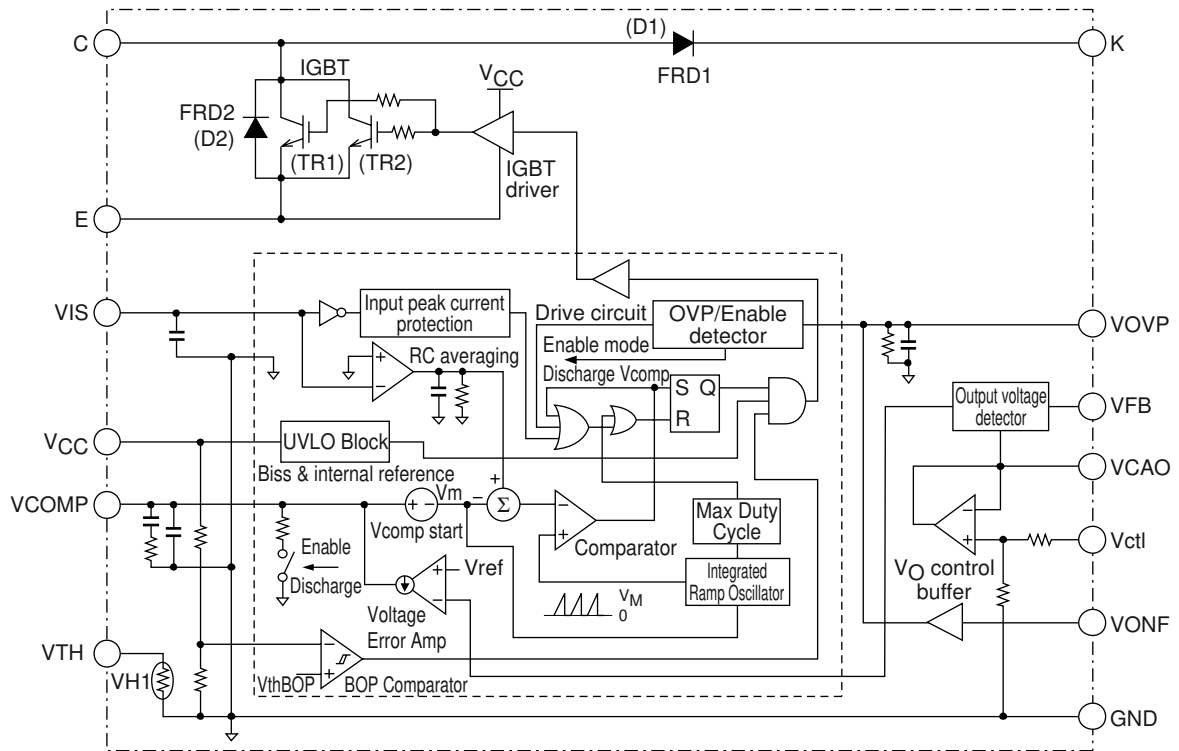 C
(D1)
K
FRD1
IGBT
VCC
FRD2
(D2)
(TR1)
(TR2)
IGBT
driver
E
VIS
Input peak current
protection
Drive circuit
OVP/Enable
detector
VOVP
RC averaging
Enable mode
Discharge Vcomp
S Q
R
Output voltage
detector
VFB
VCC
UVLO Block
Biss & internal reference
VCAO
VCOMP
Vm
+
-
Vcomp start
+
-
Σ
-
+
Comparator
Max Duty
Cycle
-
+
Vctl
Enable
Discharge
Vref
+
-
Voltage
Error Amp
VM
0
Integrated
Ramp Oscillator
VO control
buffer
VONF
VTH
VH1
VthBOP
-
+
BOP Comparator
GND
+
-